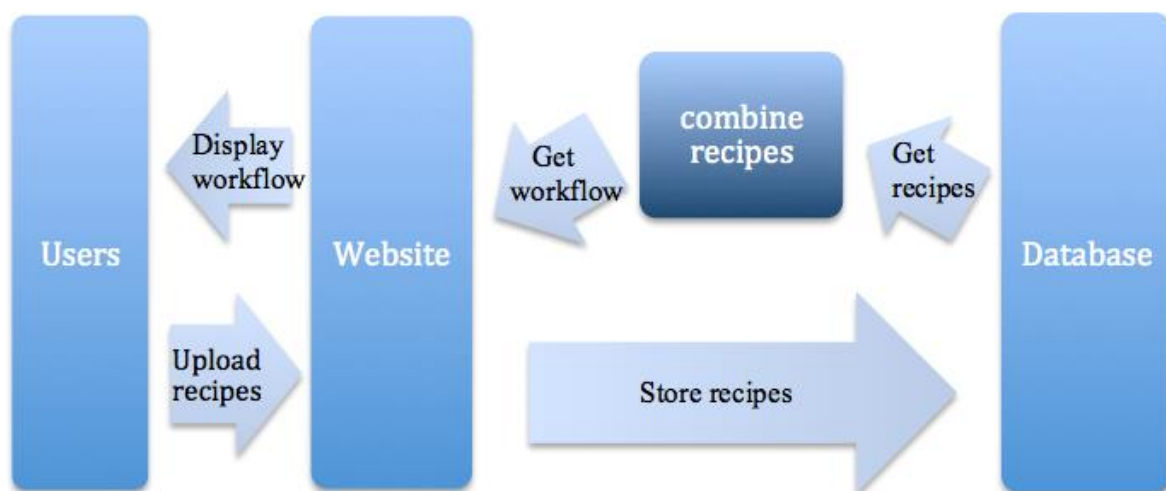 Users
Display
workflow
Upload
recipes
Website
Get
workflow
combine
recipes
Get
recipes
Store recipes
Database